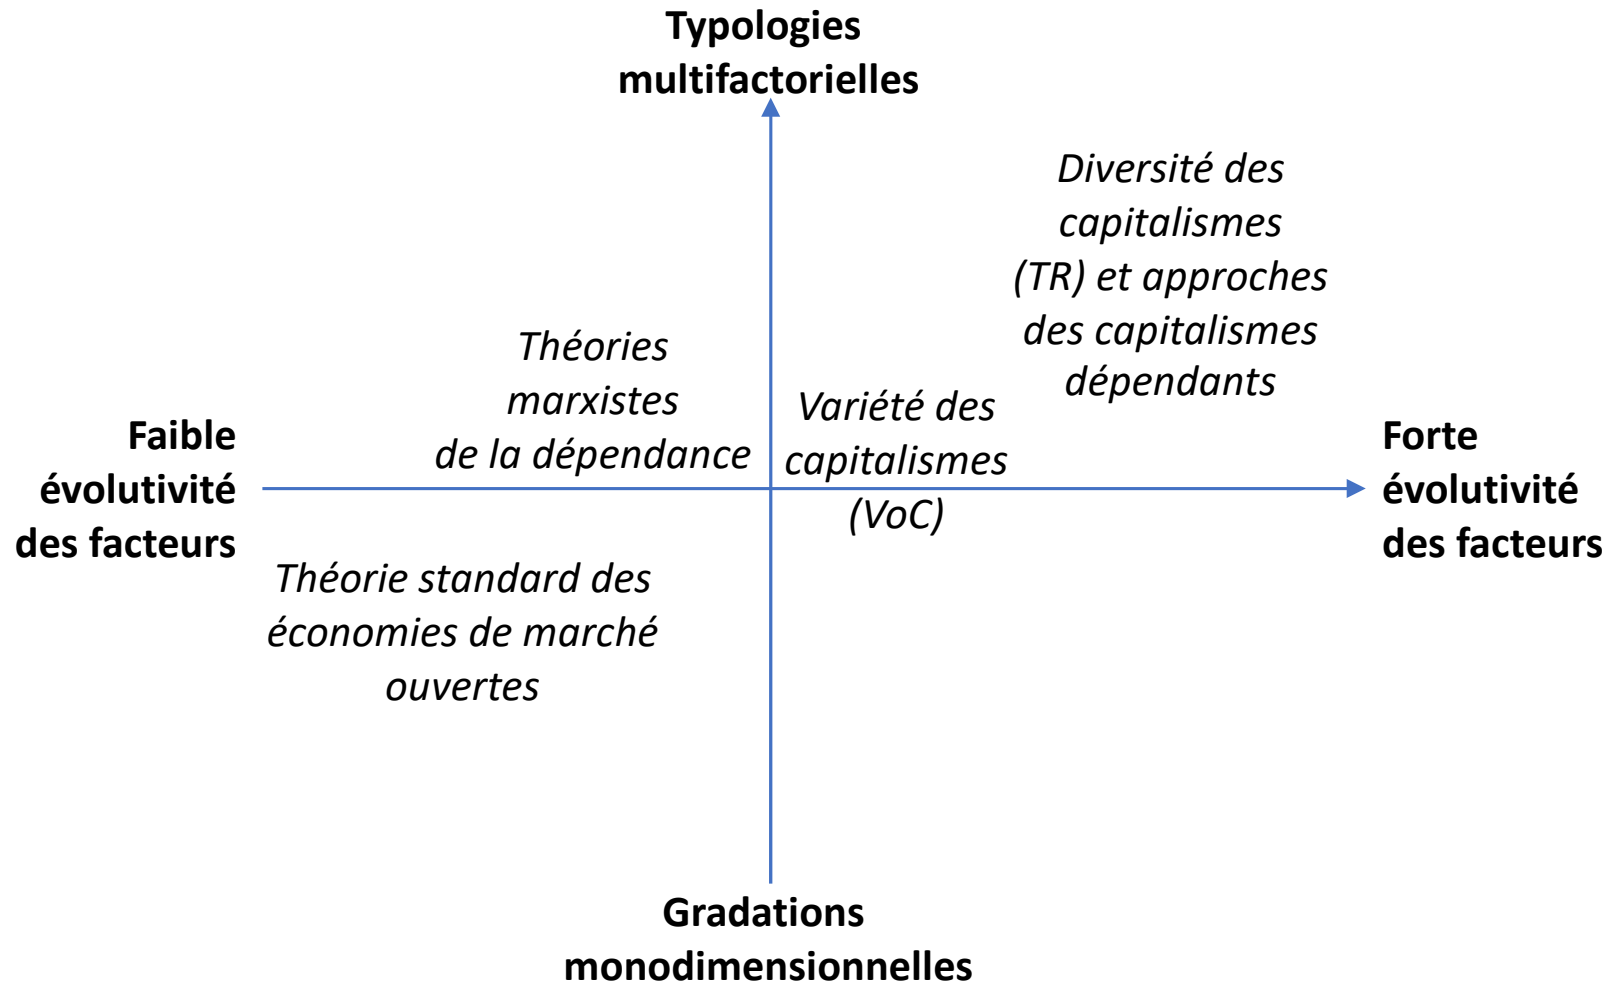 Typologies
multifactorielles
Diversité des
capitalismes
(TR) et approches
des capitalismes
dépendants
Théories
marxistes
de la dépendance
Variété des
capitalismes
(VoC)
Faible
évolutivité
des facteurs
Forte
évolutivité
des facteurs
Théorie standard des
économies de marché
ouvertes
Gradations
monodimensionnelles